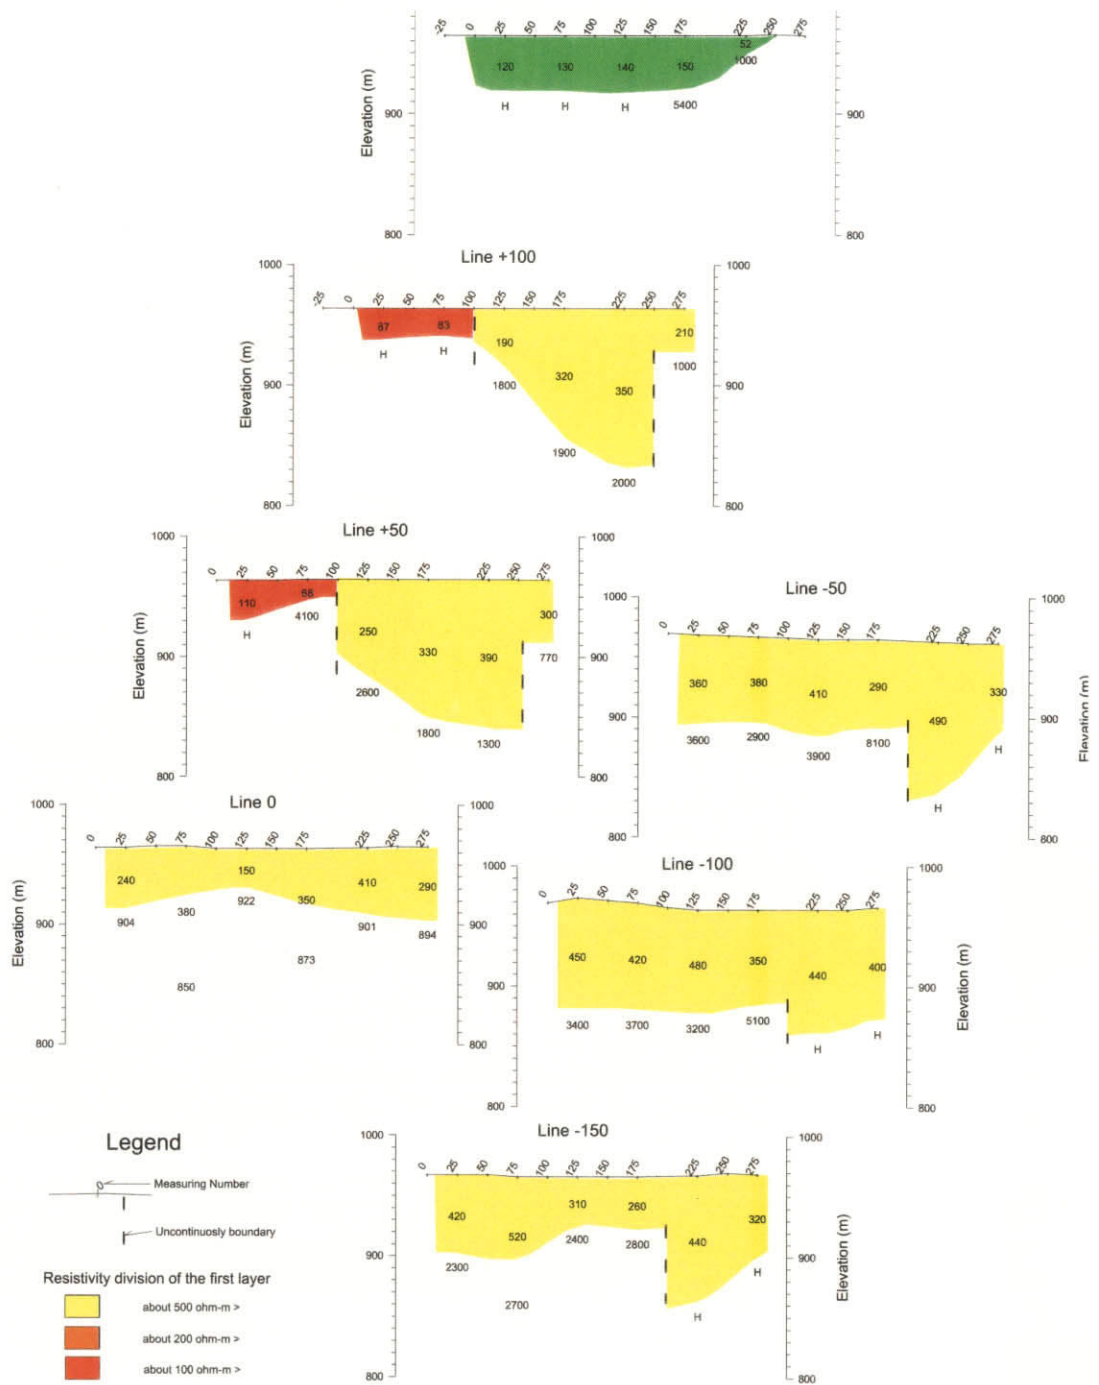 -25 0 25 50 75 100 125 150 175 225 250 275
52
120 130 140 150 1000
H H H 5400
Elevation (m) 900 800
900 800 Elevation (m)
Line +100
1000 1000
-25 0 25 50 75 100 125 150 175 225 250 275
87 83 190 210
H H 1800 320 350 1000
Elevation (m) 900 900
1900
2000
800 800
Line +50
1000 1000
0 25 50 75 100 125 150 175 225 250 275
110 68 300
H 4100 250 330 390 770
Elevation (m) 900 900
2600
1800 1300
800 800
Line -50
1000 1000
0 25 50 75 100 125 150 175 225 250 275
360 380 410 290 490 330
3600 2900 3900 8100 H
900 900 Elevation (m)
H
800 800
Line 0
1000 1000
0 25 50 75 100 125 150 175 225 250 275
240 150 410 290
380 922 350
904 901 894
Elevation (m) 900 900
873
850
800 800
Line -100
1000 1000
0 25 50 75 100 125 150 175 225 250 275
450 420 480 350 440 400
900 900 Elevation (m)
3400 3700 3200 5100 H H
800 800
Line -150
1000 1000
0 25 50 75 100 125 150 175 225 250 275
420 520 310 260 440 320
2300 2400 2800 H
900 900 Elevation (m)
2700 H
800 800
Legend
0 Measuring Number
Uncontinuosly boundary
Resistivity division of the first layer
about 500 ohm-m >
about 200 ohm-m >
about 100 ohm-m >